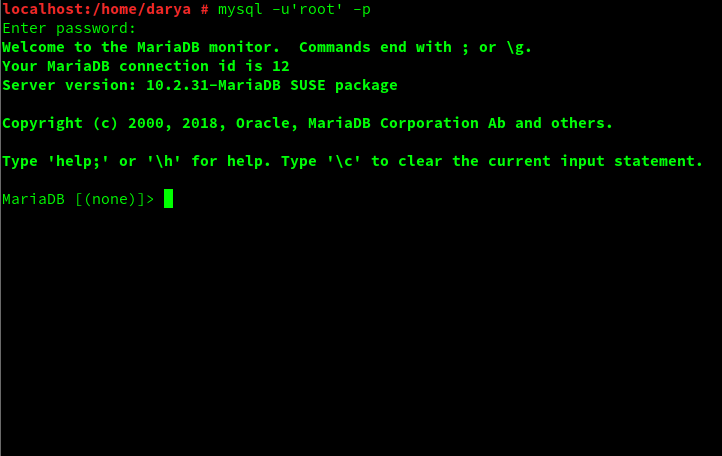 localhost:/home/darya # mysql -u'root' -p
Enter password:
Welcome to the MariaDB monitor.  Commands end with ; or \g.
Your MariaDB connection id is 12
Server version: 10.2.31-MariaDB SUSE package

Copyright (c) 2000, 2018, Oracle, MariaDB Corporation Ab and others.

Type 'help;' or '\h' for help. Type '\c' to clear the current input statement.

MariaDB [(none)]>